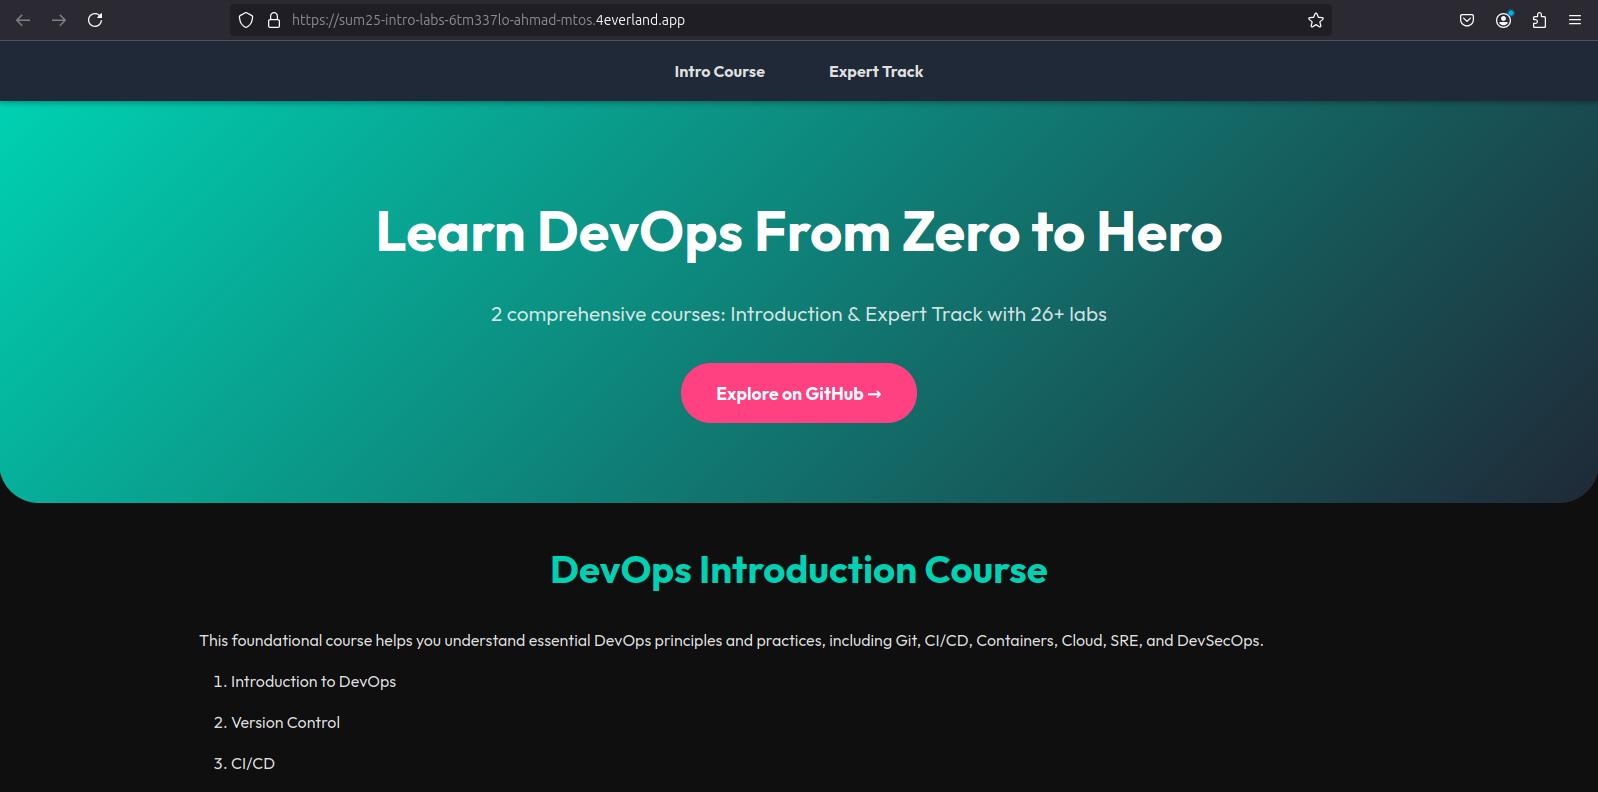 https://sum25-intro-labs-6tm337lo-ahmad-mtos.4everland.app
Intro Course Expert Track
Learn DevOps From Zero to Hero
2 comprehensive courses: Introduction & Expert Track with 26+ labs
Explore on GitHub →
DevOps Introduction Course
This foundational course helps you understand essential DevOps principles and practices, including Git, CI/CD, Containers, Cloud, SRE, and DevSecOps.
1. Introduction to DevOps
2. Version Control
3. CI/CD